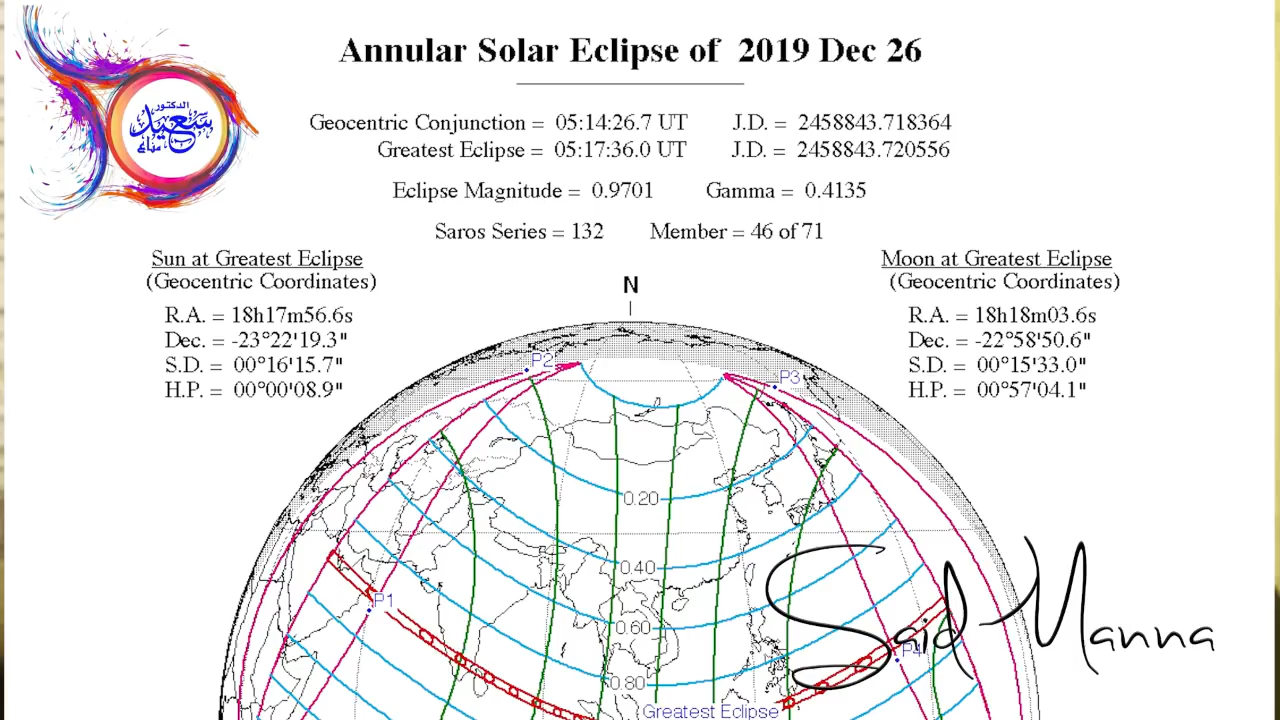 Annular Solar Eclipse of 2019 Dec 26
الدكتور
سعيد
مناع
Geocentric Conjunction = 05:14:26.7 UT J.D. = 2458843.718364
Greatest Eclipse = 05:17:36.0 UT J.D. = 2458843.720556
Eclipse Magnitude = 0.9701 Gamma = 0.4135
Saros Series = 132 Member = 46 of 71
Sun at Greatest Eclipse
(Geocentric Coordinates)
R.A. = 18h17m56.6s
Dec. = -23°22'19.3"
S.D. = 00°16'15.7"
H.P. = 00°00'08.9"
Moon at Greatest Eclipse
(Geocentric Coordinates)
R.A. = 18h18m03.6s
Dec. = -22°58'50.6"
S.D. = 00°15'33.0"
H.P. = 00°57'04.1"
N
P2
P3
0.20
0.40
P1
0.60
Said Manna
P4
0.80
Greatest Eclipse